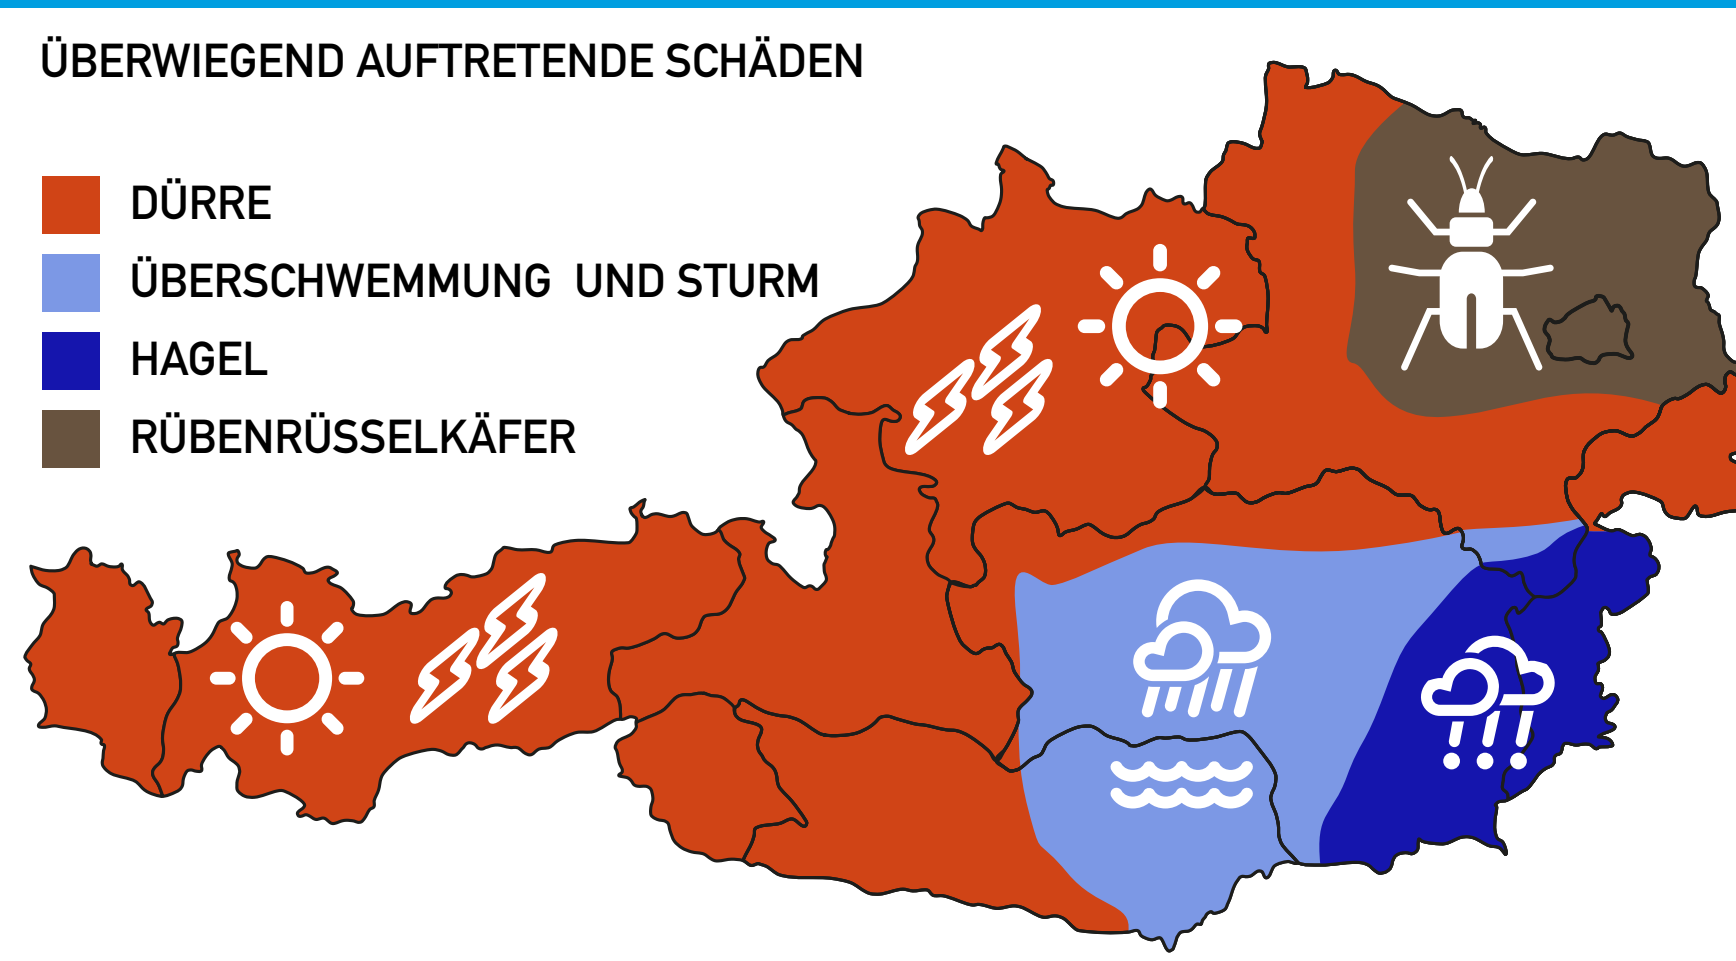 ÜBERWIEGEND AUFTRETENDE SCHÄDEN
DÜRRE
ÜBERSCHWEMMUNG UND STURM
HAGEL
RÜBENRÜSSELKÄFER